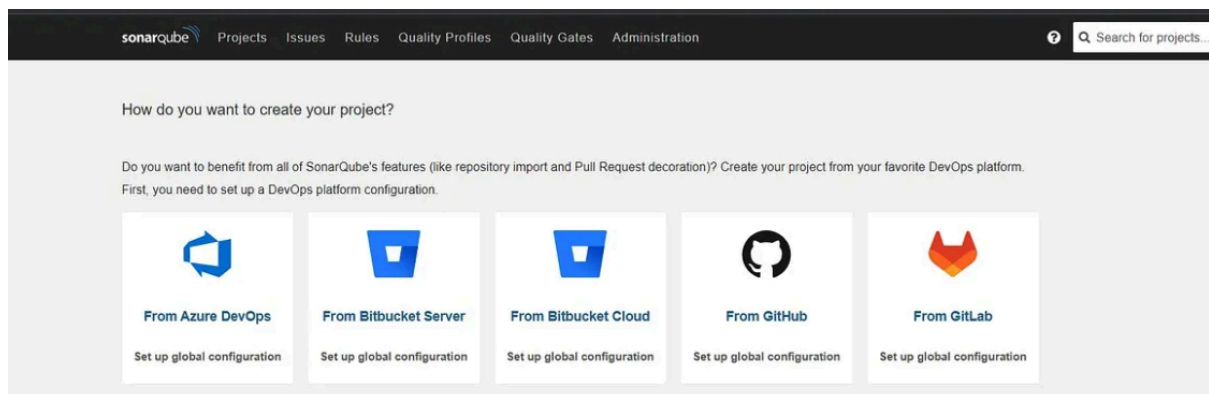 sonarqube Projects Issues Rules Quality Profiles Quality Gates Administration ? Search for projects...
How do you want to create your project?
Do you want to benefit from all of SonarQube's features (like repository import and Pull Request decoration)? Create your project from your favorite DevOps platform.
First, you need to set up a DevOps platform configuration.
From Azure DevOps From Bitbucket Server From Bitbucket Cloud From GitHub From GitLab
Set up global configuration Set up global configuration Set up global configuration Set up global configuration Set up global configuration